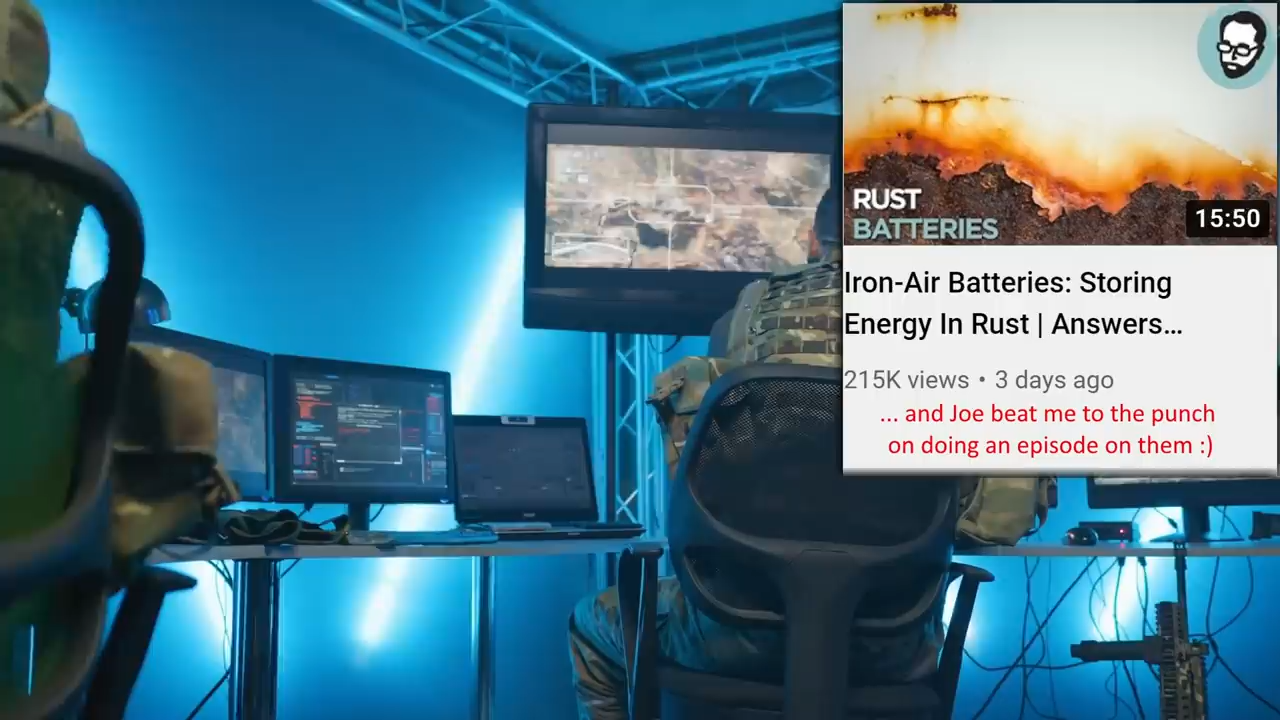 RUST
BATTERIES
15:50
Iron-Air Batteries: Storing
Energy In Rust | Answers...
215K views • 3 days ago
... and Joe beat me to the punch
on doing an episode on them :)